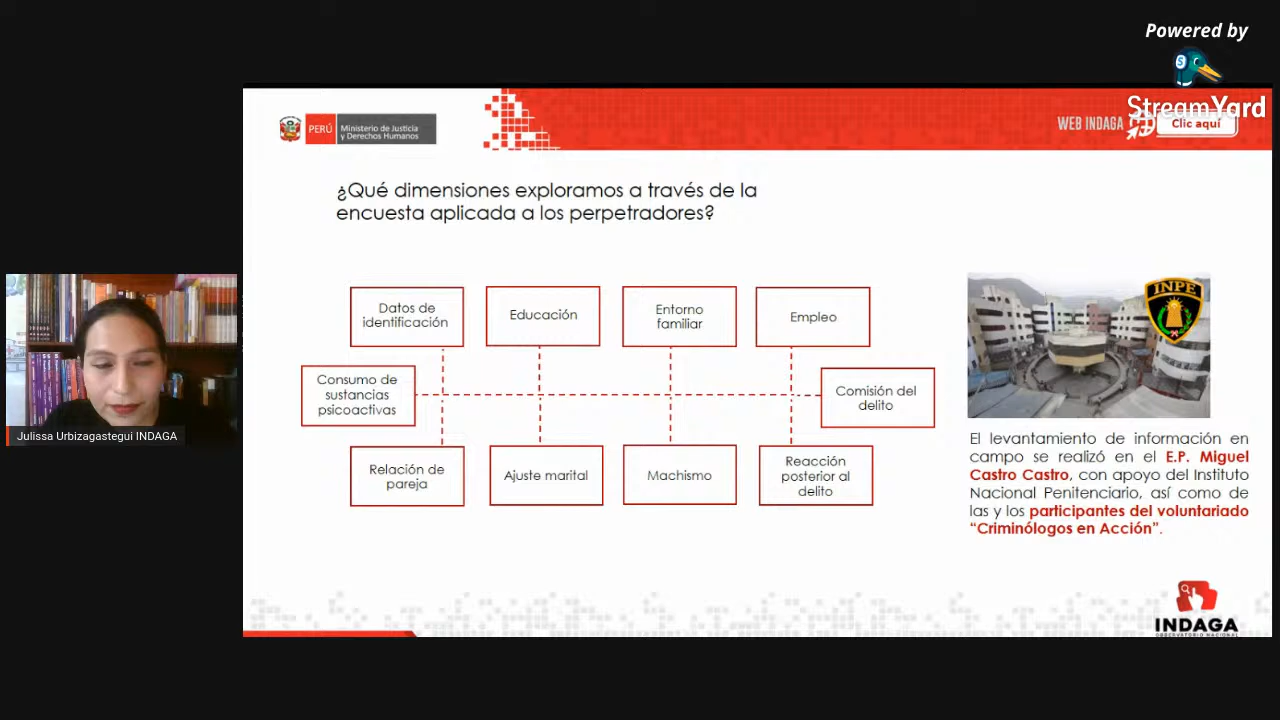 Powered by
StreamYard
PERÚ
Ministerio de Justicia
y Derechos Humanos
WEB INDAGA
Clic aquí
¿Qué dimensiones exploramos a través de la
encuesta aplicada a los perpetradores?
Datos de
identificación
Educación
Entorno
familiar
Empleo
Consumo de
sustancias
psicoactivas
Comisión del
delito
Relación de
pareja
Ajuste marital
Machismo
Reacción
posterior al
delito
INPE
El levantamiento de información en
campo se realizó en el E.P. Miguel
Castro Castro, con apoyo del Instituto
Nacional Penitenciario, así como de
las y los participantes del voluntariado
“Criminólogos en Acción”.
Julissa Urbizagastegui INDAGA
INDAGA
OBSERVATORIO NACIONAL